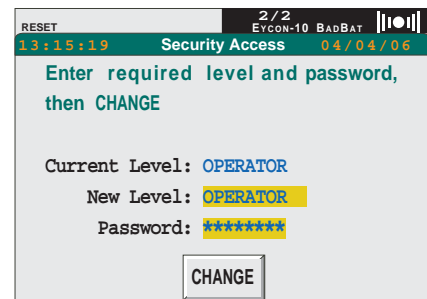 2/2
RESET EYCON-10 BADBAT
13:15:19 Security Access 04/04/06
Enter required level and password,
then CHANGE
Current Level: OPERATOR
New Level: OPERATOR
Password: ********
CHANGE